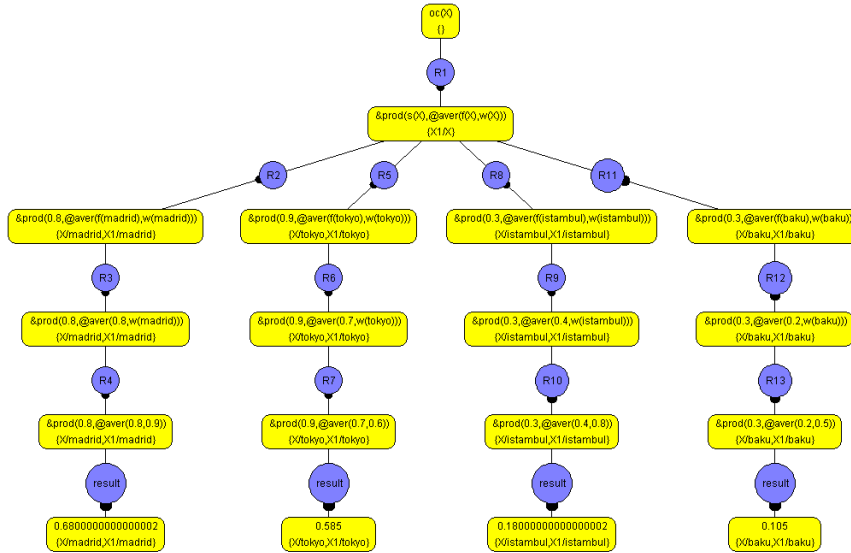 oc(X)
{}
R1
&prod(s(X),@aver(f(X),w(X)))
{X1/X}
R2 R5 R8 R11
&prod(0.8,@aver(f(madrid),w(madrid))) &prod(0.9,@aver(f(tokyo),w(tokyo))) &prod(0.3,@aver(f(istambul),w(istambul))) &prod(0.3,@aver(f(baku),w(baku))
{X/madrid,X1/madrid} {X/tokyo,X1/tokyo} {X/istambul,X1/istambul} {X/baku,X1/baku}
R3 R6 R9 R12
&prod(0.8,@aver(0.8,w(madrid))) &prod(0.9,@aver(0.7,w(tokyo))) &prod(0.3,@aver(0.4,w(istambul))) &prod(0.3,@aver(0.2,w(baku)))
{X/madrid,X1/madrid} {X/tokyo,X1/tokyo} {X/istambul,X1/istambul} {X/baku,X1/baku}
R4 R7 R10 R13
&prod(0.8,@aver(0.8,0.9)) &prod(0.9,@aver(0.7,0.6)) &prod(0.3,@aver(0.4,0.8)) &prod(0.3,@aver(0.2,0.5))
{X/madrid,X1/madrid} {X/tokyo,X1/tokyo} {X/istambul,X1/istambul} {X/baku,X1/baku}
result result result result
0.6800000000000002 0.585 0.18000000000000002 0.105
{X/madrid,X1/madrid} {X/tokyo,X1/tokyo} {X/istambul,X1/istambul} {X/baku,X1/baku}